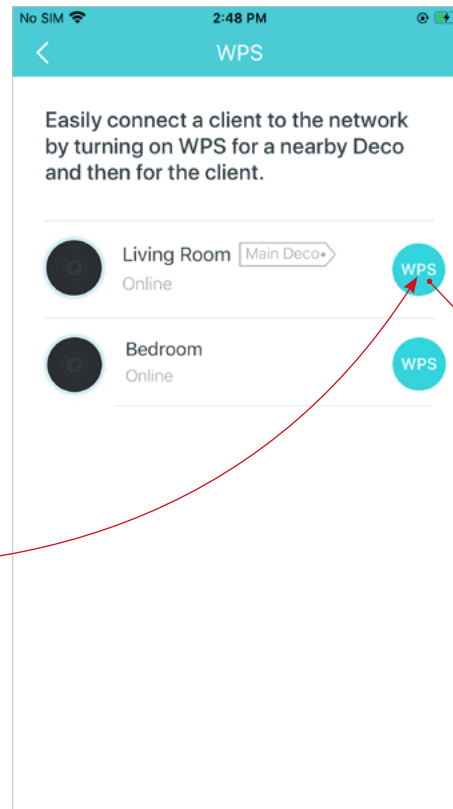 No SIM 2:48 PM
WPS
Easily connect a client to the network
by turning on WPS for a nearby Deco
and then for the client.
Living Room Main Deco
Online
WPS
Bedroom
Online
WPS